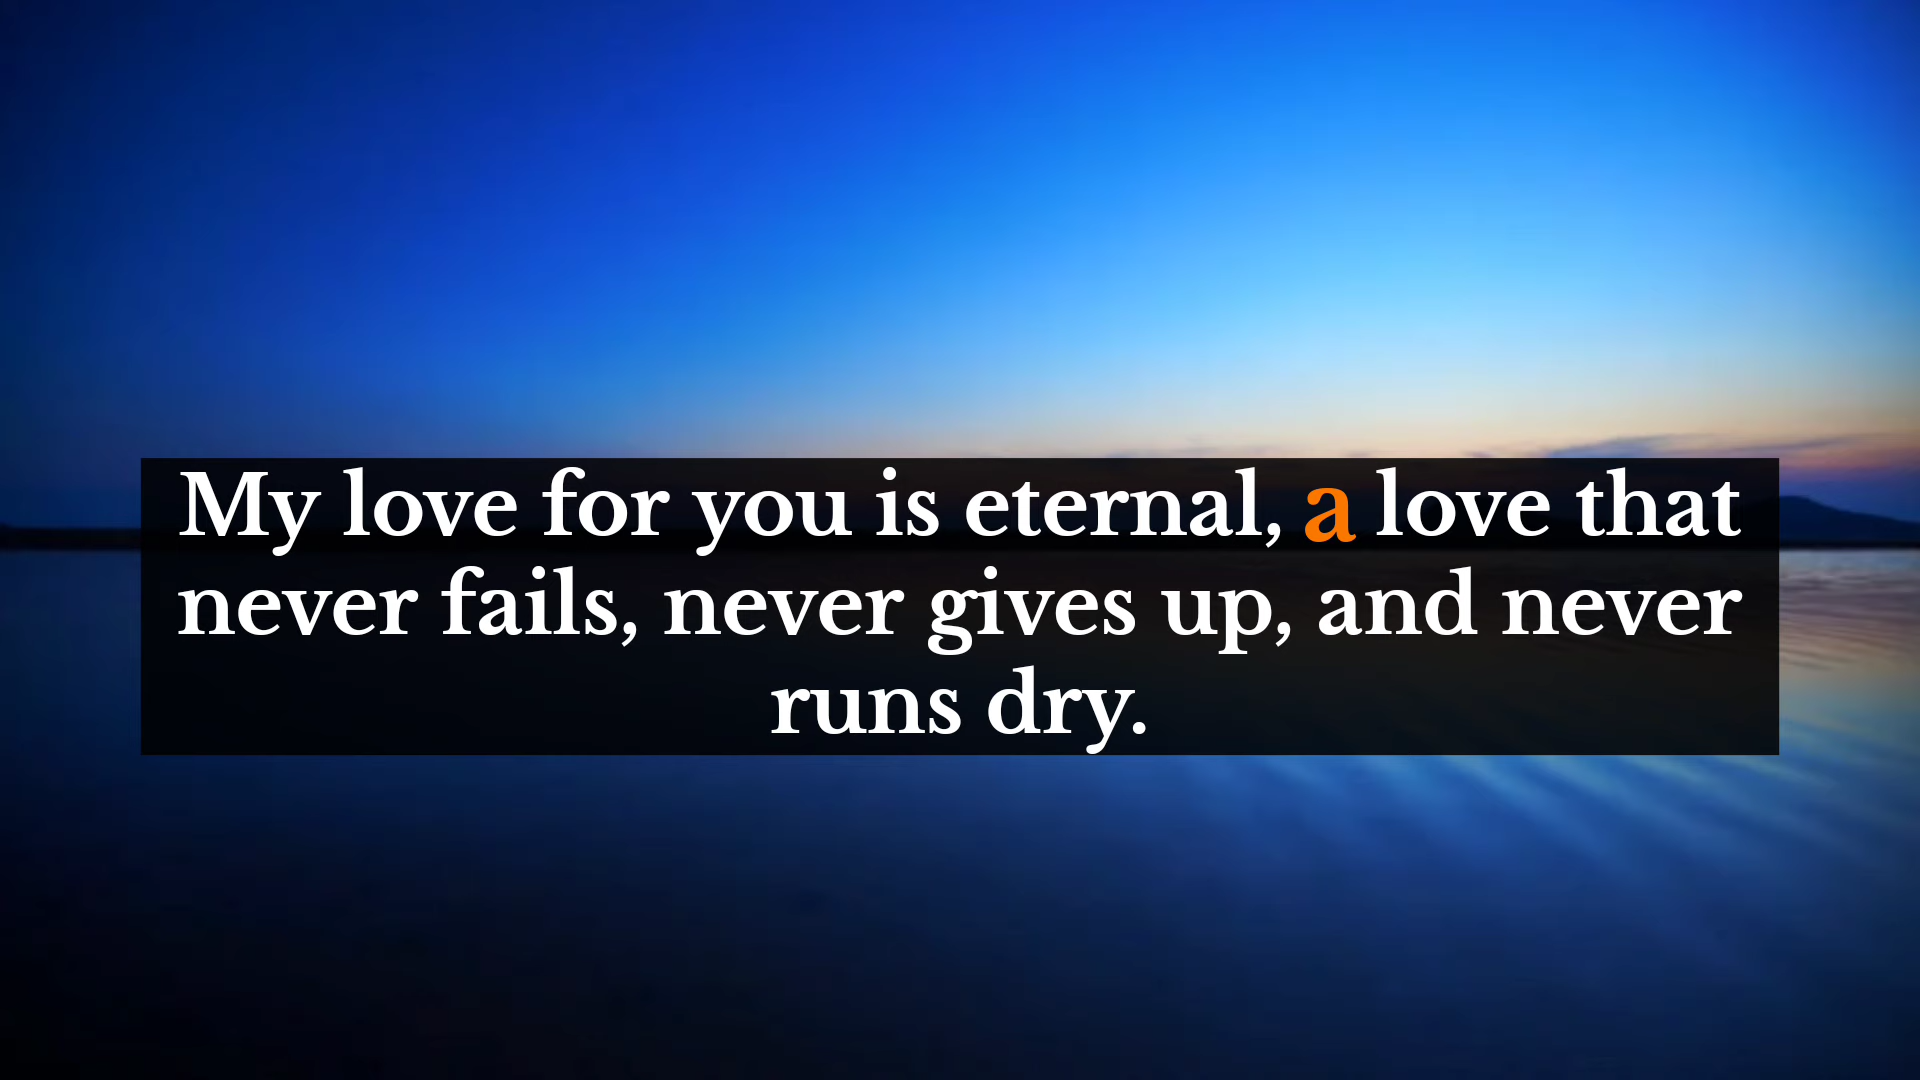 My love for you is eternal, a love that
never fails, never gives up, and never
runs dry.